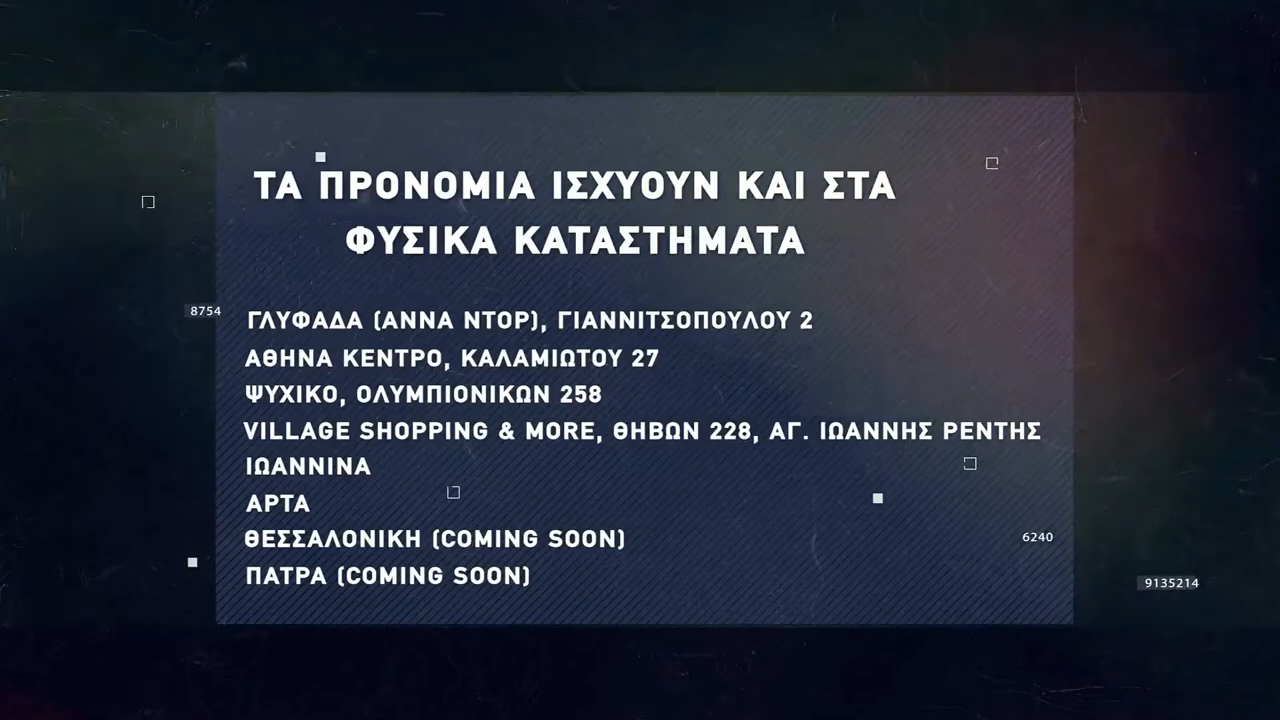 ΤΑ ΠΡΟΝΟΜΙΑ ΙΣΧΥΟΥΝ ΚΑΙ ΣΤΑ
ΦΥΣΙΚΑ ΚΑΤΑΣΤΗΜΑΤΑ
8754
ΓΛΥΦΑΔΑ (ΑΝΝΑ ΝΤΟΡ), ΓΙΑΝΝΙΤΣΟΠΟΥΛΟΥ 2
ΑΘΗΝΑ ΚΕΝΤΡΟ, ΚΑΛΑΜΙΩΤΟΥ 27
ΨΥΧΙΚΟ, ΟΛΥΜΠΙΟΝΙΚΩΝ 258
VILLAGE SHOPPING & MORE, ΘΗΒΩΝ 228, ΑΓ. ΙΩΑΝΝΗΣ ΡΕΝΤΗΣ
ΙΩΑΝΝΙΝΑ
ΑΡΤΑ
ΘΕΣΣΑΛΟΝΙΚΗ (COMING SOON)
6240
ΠΑΤΡΑ (COMING SOON)
9135214